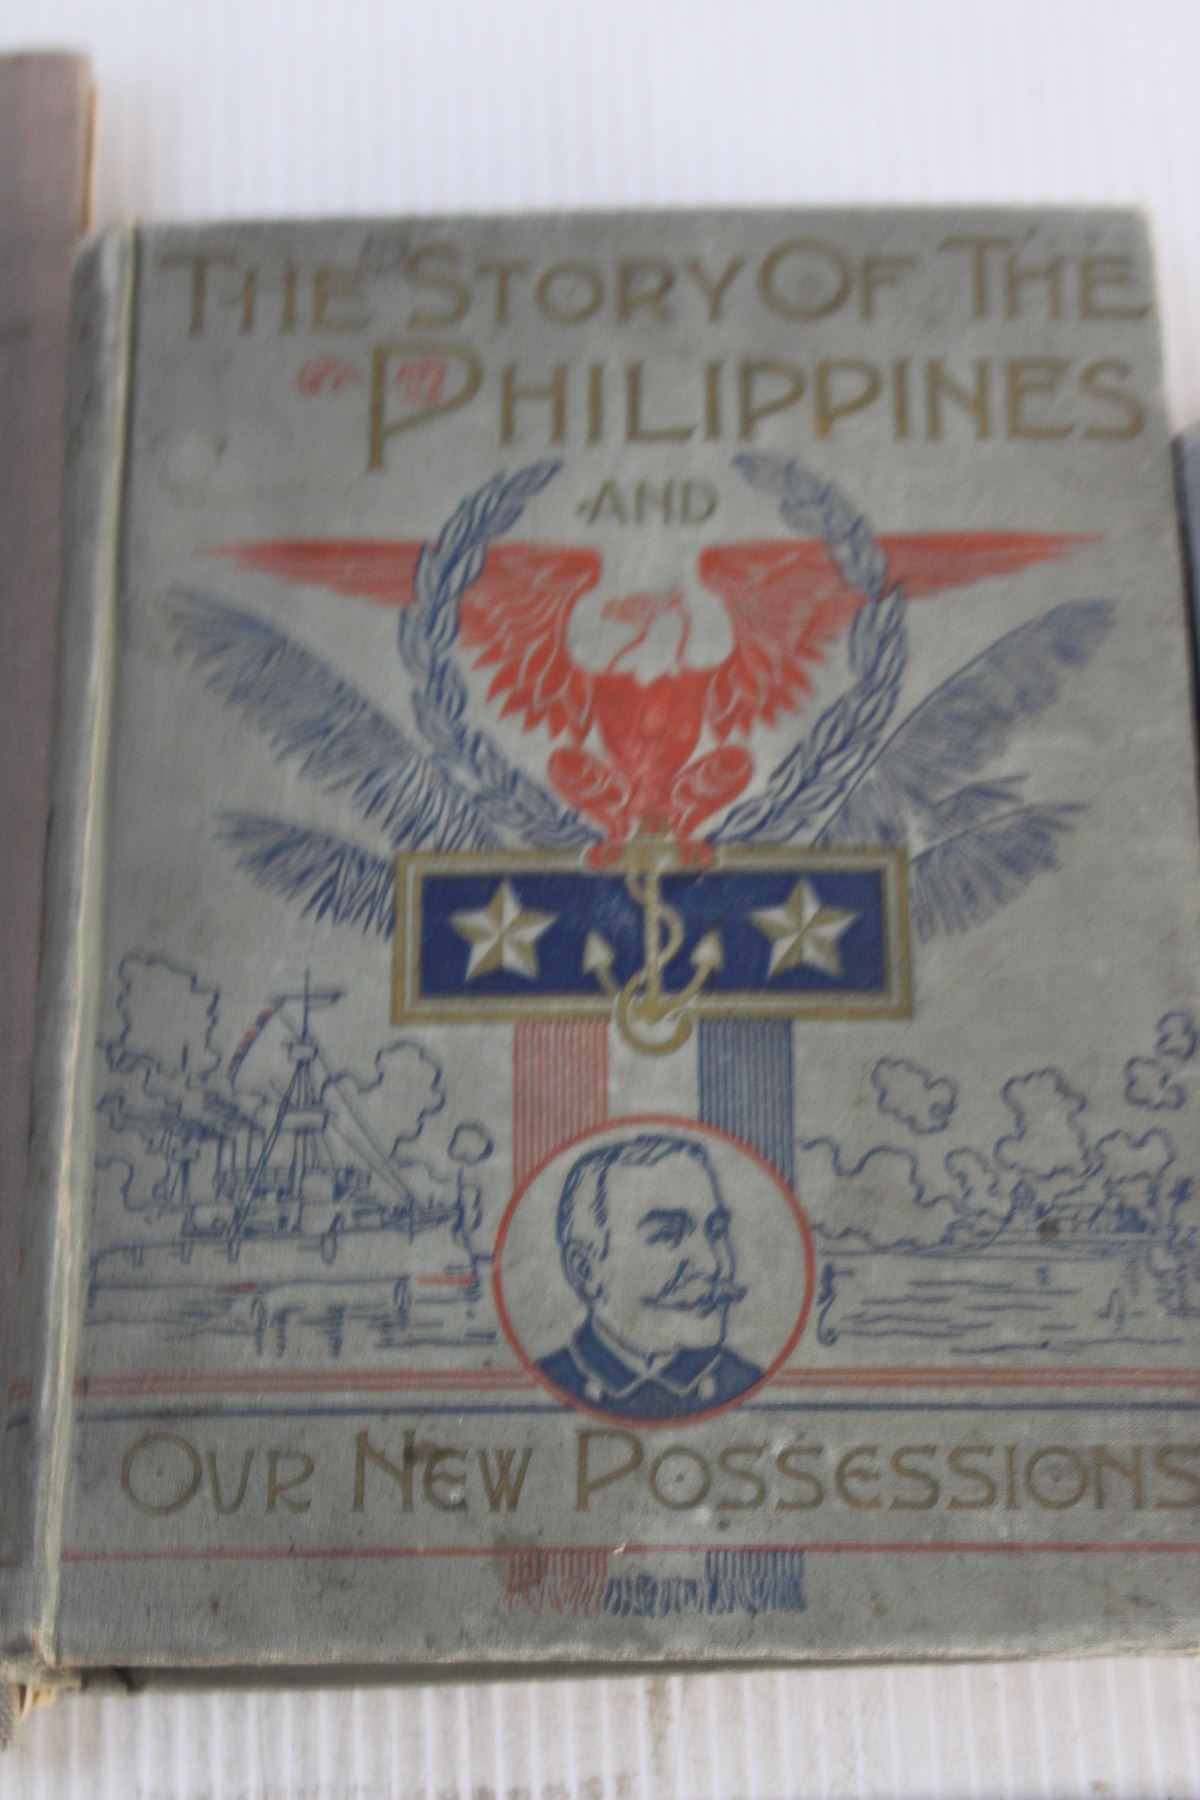 THE STORY OF THE
PHILIPPINES
AND
OUR NEW POSSESSIONS